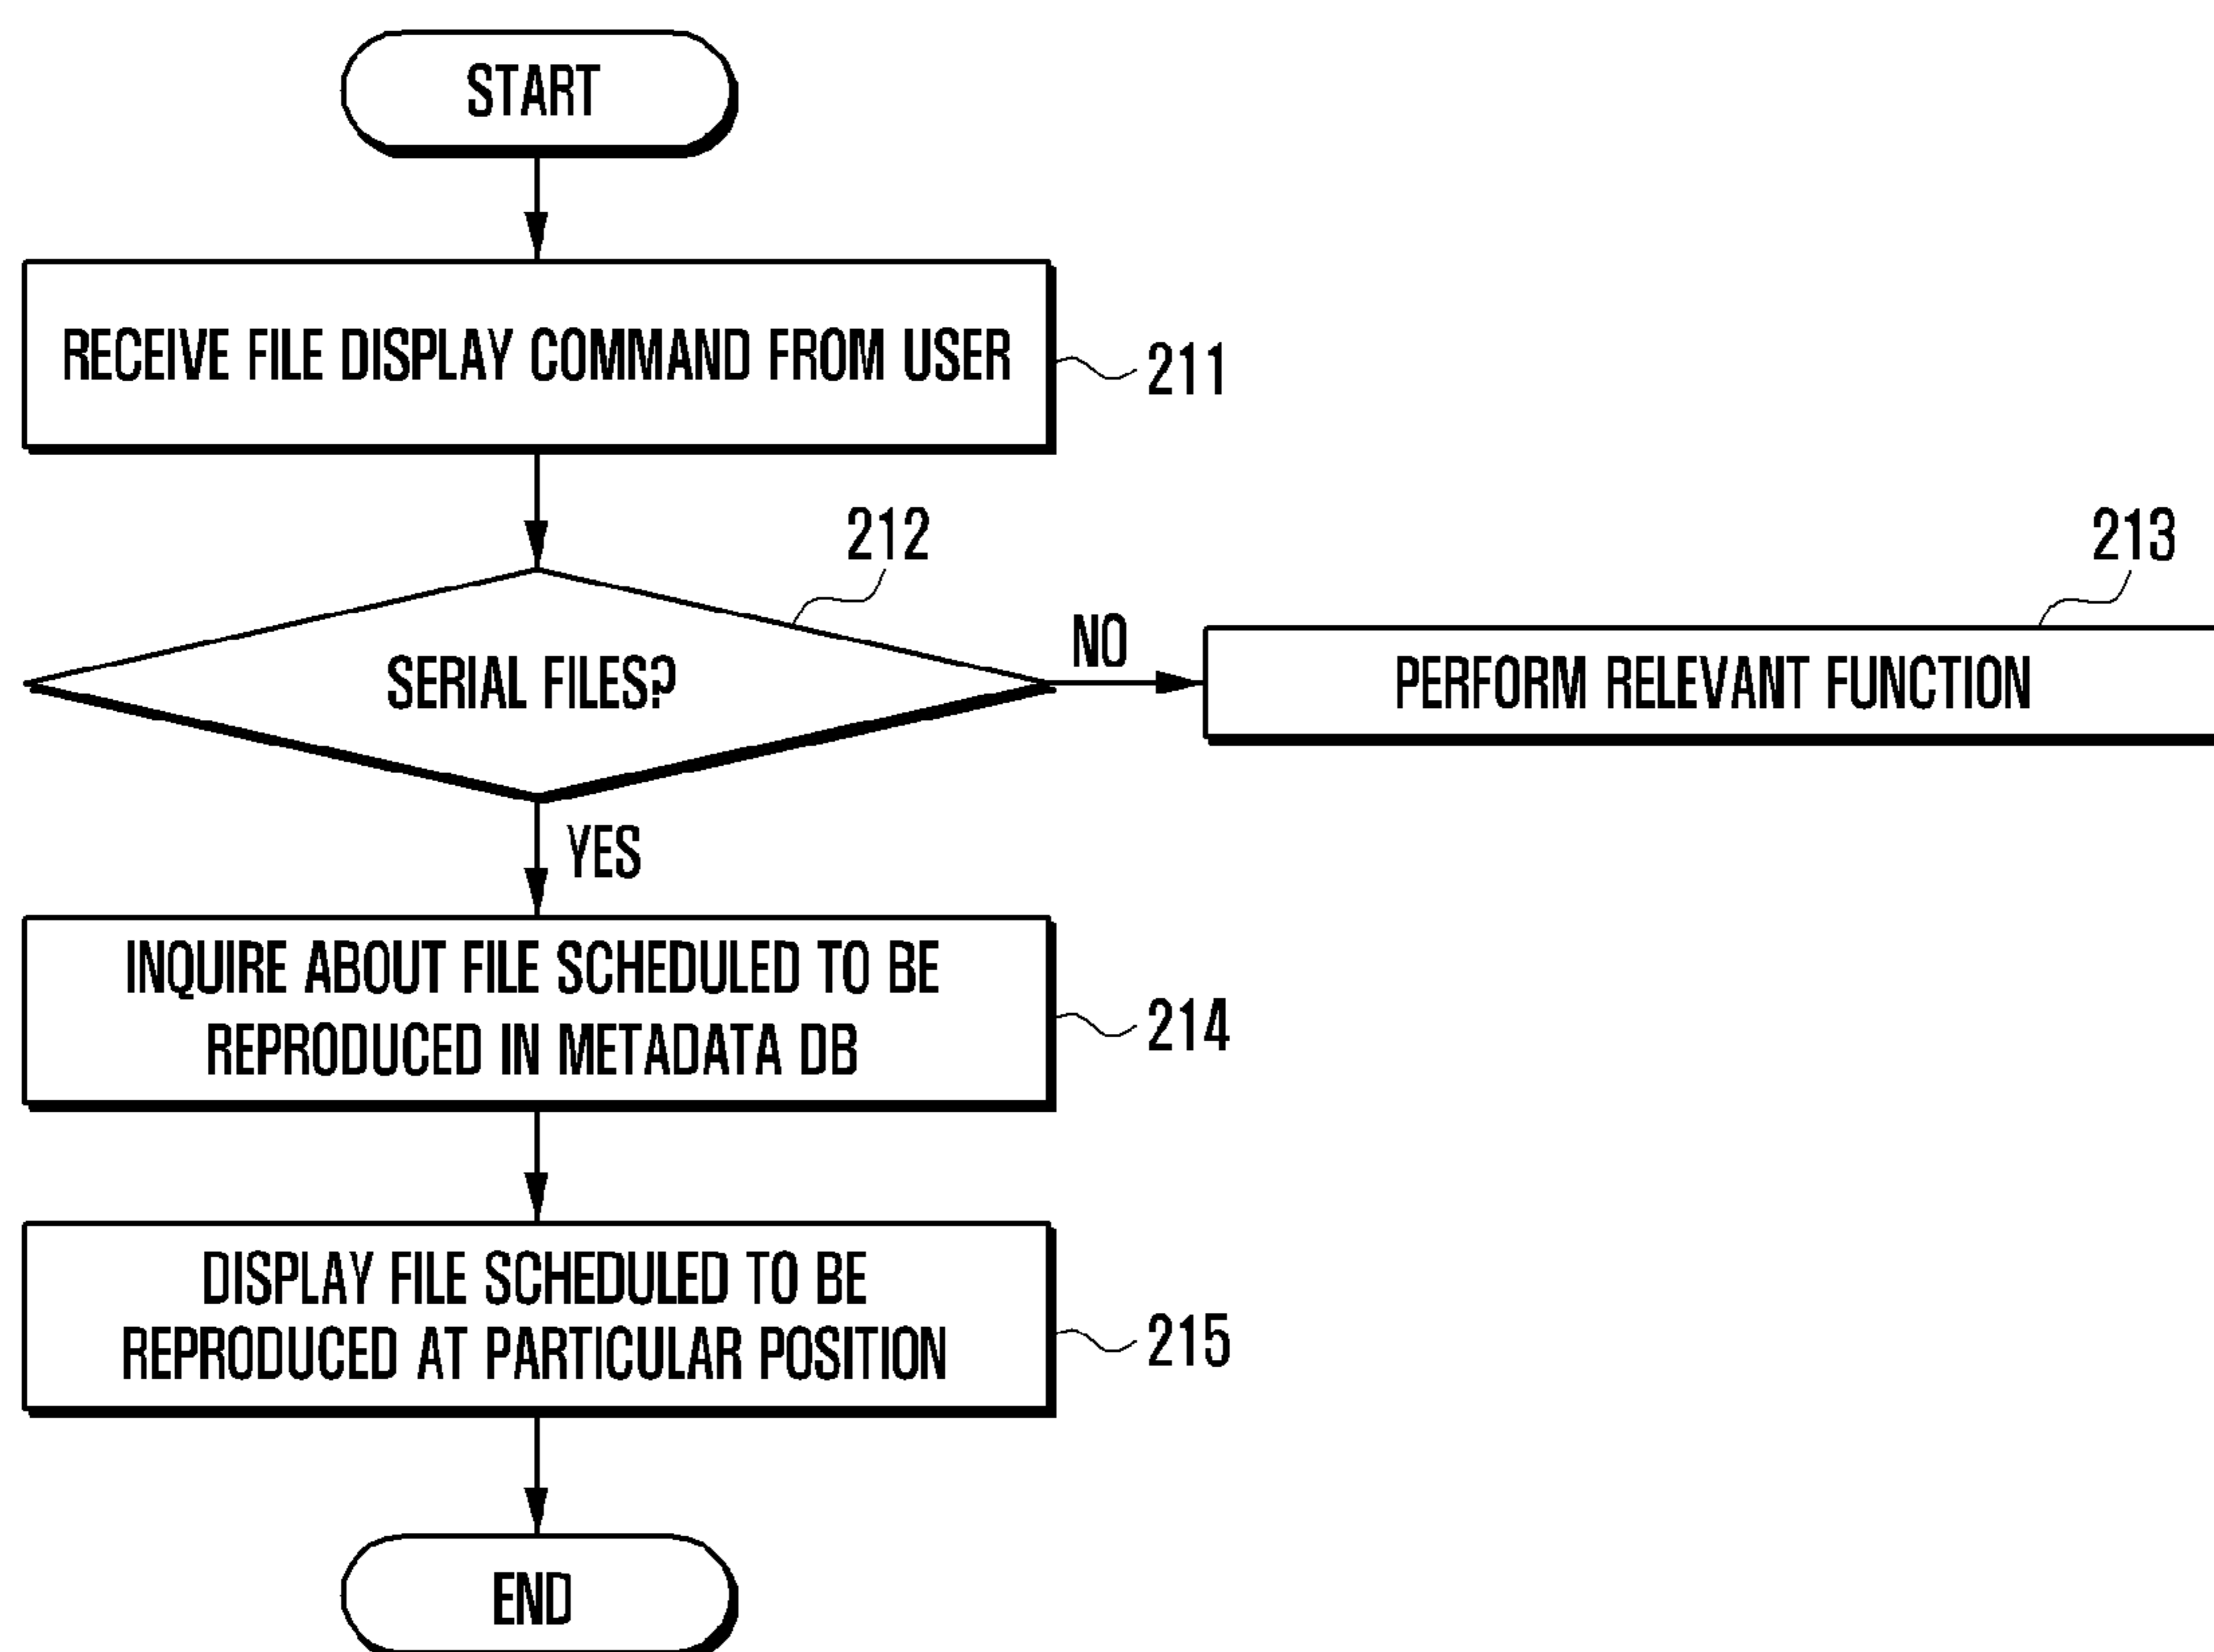 START
RECEIVE FILE DISPLAY COMMAND FROM USER
211
212
213
SERIAL FILES?
NO
PERFORM RELEVANT FUNCTION
YES
INQUIRE ABOUT FILE SCHEDULED TO BE
REPRODUCED IN METADATA DB
214
DISPLAY FILE SCHEDULED TO BE
REPRODUCED AT PARTICULAR POSITION
215
END